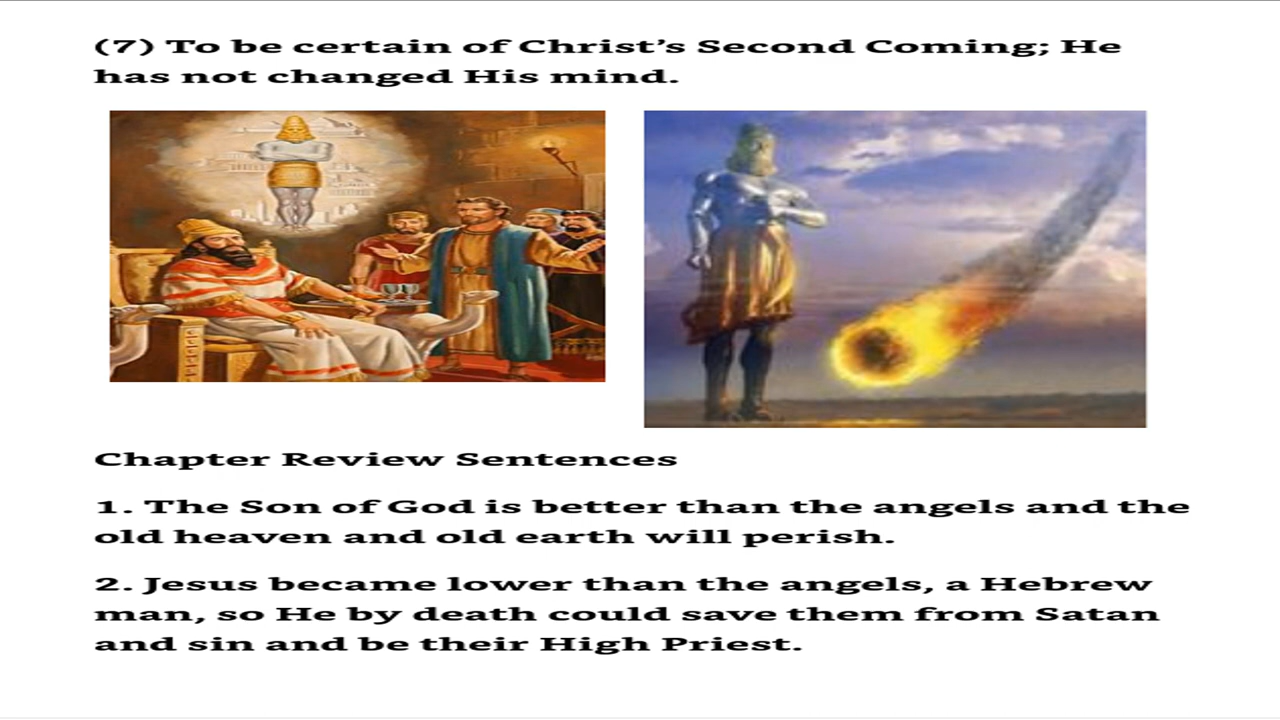 (7) To be certain of Christ’s Second Coming; He
has not changed His mind.
Chapter Review Sentences
1. The Son of God is better than the angels and the
old heaven and old earth will perish.
2. Jesus became lower than the angels, a Hebrew
man, so He by death could save them from Satan
and sin and be their High Priest.